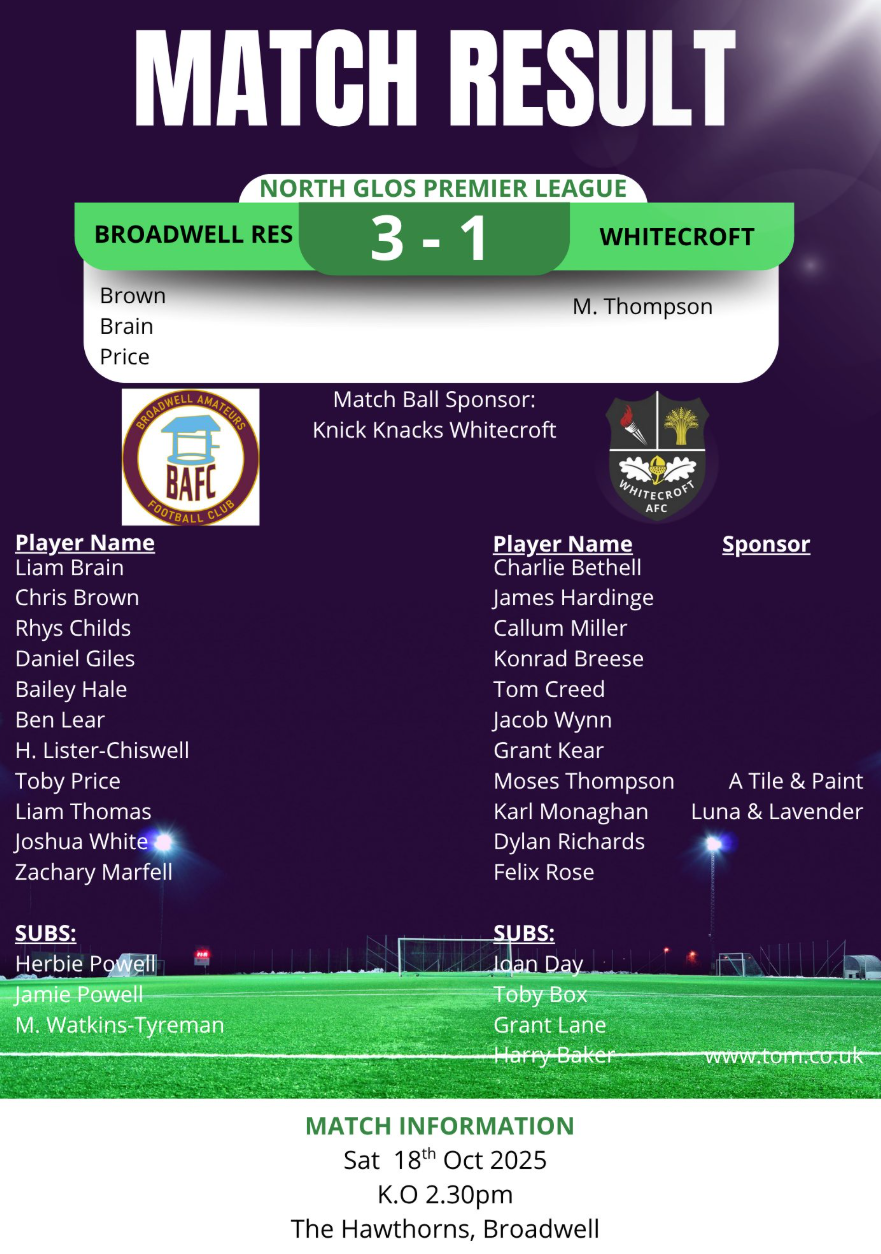 MATCH RESULT
NORTH GLOS PREMIER LEAGUE
BROADWELL RES 3 - 1 WHITECROFT
Brown
Brain
Price
M. Thompson
BROADWELL AMATEURS
BAFC
FOOTBALL CLUB
Match Ball Sponsor:
Knick Knacks Whitecroft
WHITECROFT
AFC
Player Name
Liam Brain
Chris Brown
Rhys Childs
Daniel Giles
Bailey Hale
Ben Lear
H. Lister-Chiswell
Toby Price
Liam Thomas
Joshua White
Zachary Marfell
SUBS:
Herbie Powell
Jamie Powell
M. Watkins-Tyreman
Player Name Sponsor
Charlie Bethell
James Hardinge
Callum Miller
Konrad Breese
Tom Creed
Jacob Wynn
Grant Kear
Moses Thompson A Tile & Paint
Karl Monaghan Luna & Lavender
Dylan Richards
Felix Rose
SUBS:
Ioan Day
Toby Box
Grant Lane
Harry Baker www.tom.co.uk
MATCH INFORMATION
Sat 18th Oct 2025
K.O 2.30pm
The Hawthorns, Broadwell